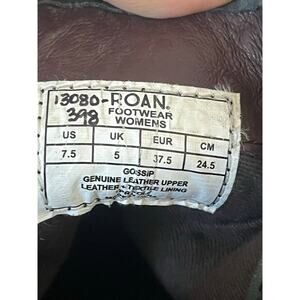 13080-ROAN®
398 FOOTWEAR
WOMENS
US UK EUR CM
7.5 5 37.5 24.5
GOSSIP
GENUINE LEATHER UPPER
LEATHER + TEXTILE LINING